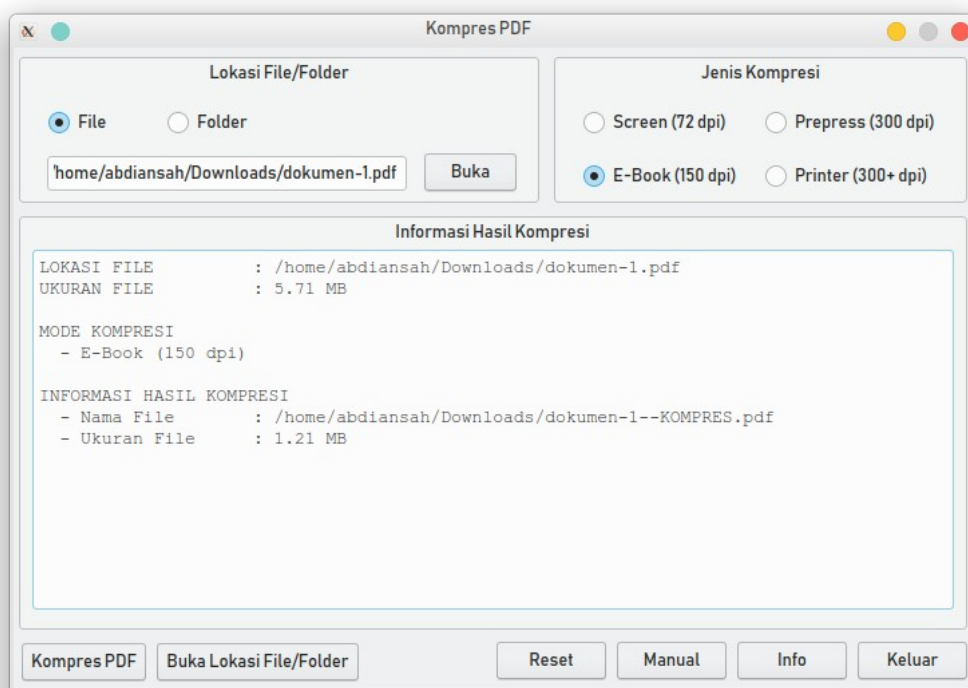 Kompres PDF
Lokasi File/Folder
File Folder
/home/abdiansah/Downloads/dokumen-1.pdf Buka
Jenis Kompresi
Screen (72 dpi) Prepress (300 dpi)
E-Book (150 dpi) Printer (300+ dpi)
Informasi Hasil Kompresi
LOKASI FILE : /home/abdiansah/Downloads/dokumen-1.pdf
UKURAN FILE : 5.71 MB
MODE KOMPRESI
- E-Book (150 dpi)
INFORMASI HASIL KOMPRESI
- Nama File : /home/abdiansah/Downloads/dokumen-1--KOMPRES.pdf
- Ukuran File : 1.21 MB
Kompres PDF Buka Lokasi File/Folder Reset Manual Info Keluar